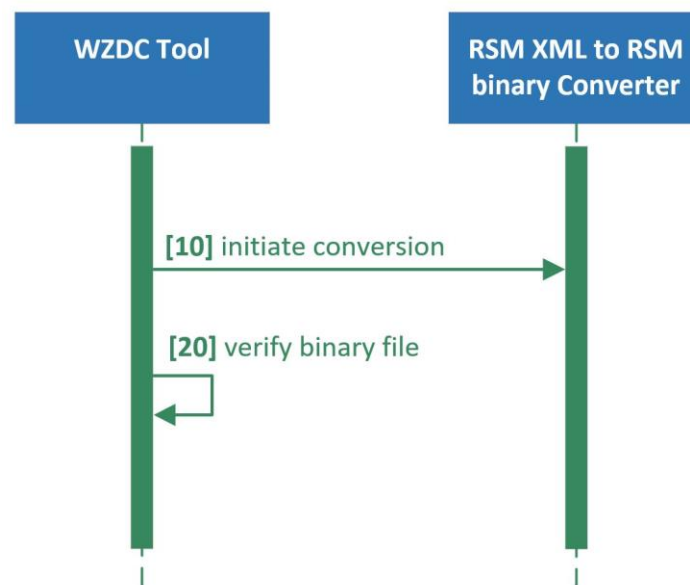 WZDC Tool
RSM XML to RSM
binary Converter
[10] initiate conversion
[20] verify binary file